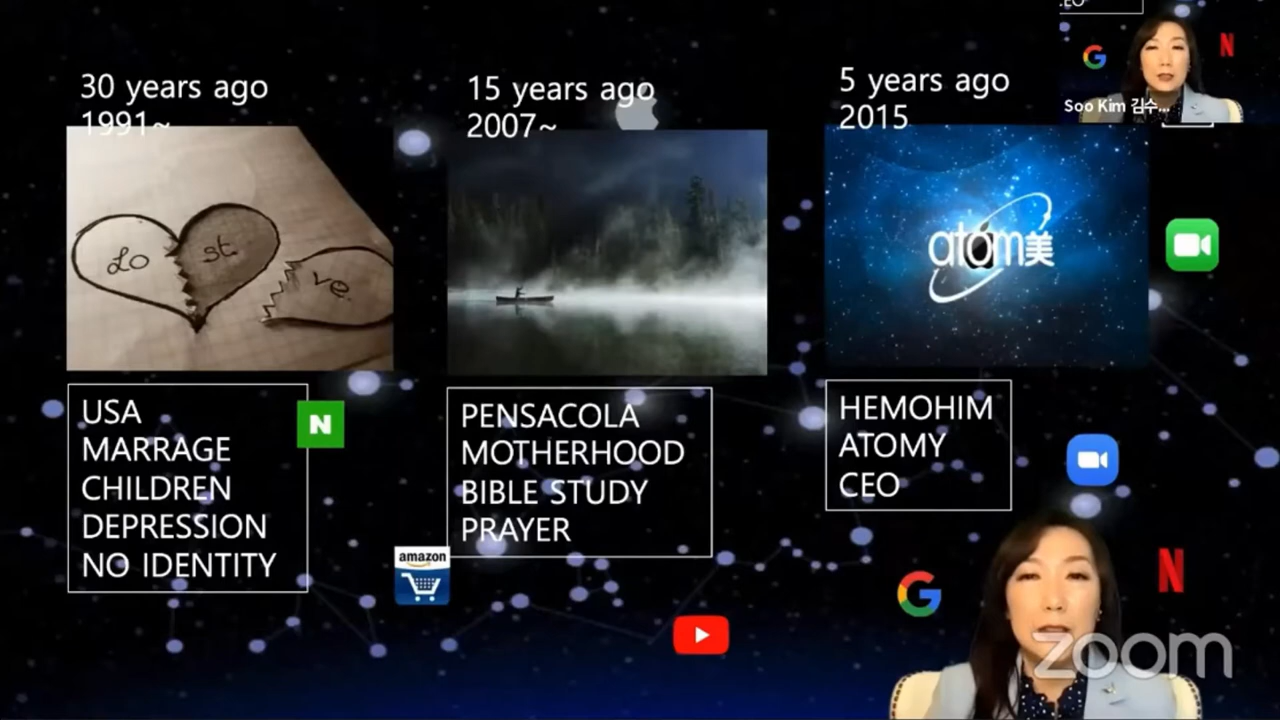 EO
30 years ago
1991~
15 years ago
2007~
5 years ago
2015
Soo Kim 김수...
Lo st ve
atom美
USA
MARRAGE
CHILDREN
DEPRESSION
NO IDENTITY
N
PENSACOLA
MOTHERHOOD
BIBLE STUDY
PRAYER
HEMOHIM
ATOMY
CEO
amazon
G
N
G
N
zoom